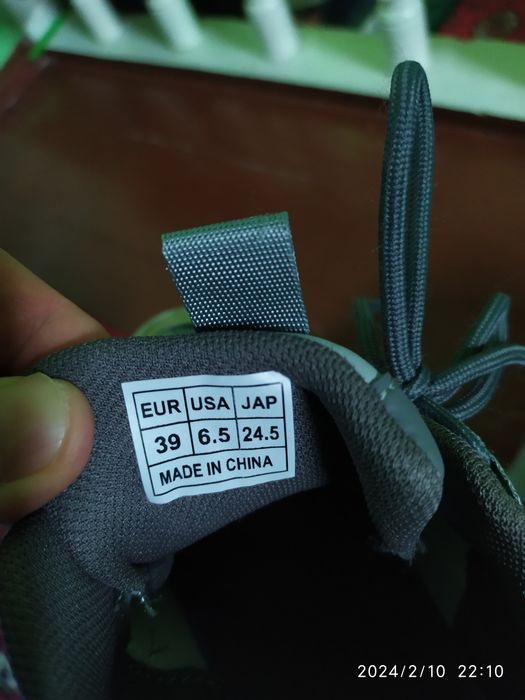 EUR USA JAP
39 6.5 24.5
MADE IN CHINA
2024/2/10 22:10